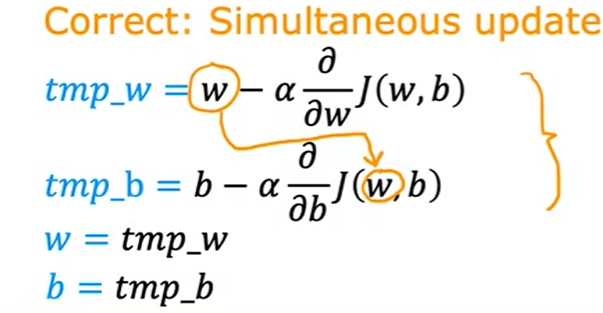 Correct: Simultaneous update
tmp_w = w − α ∂/∂w J(w, b)
tmp_b = b − α ∂/∂b J(w, b)
w = tmp_w
b = tmp_b